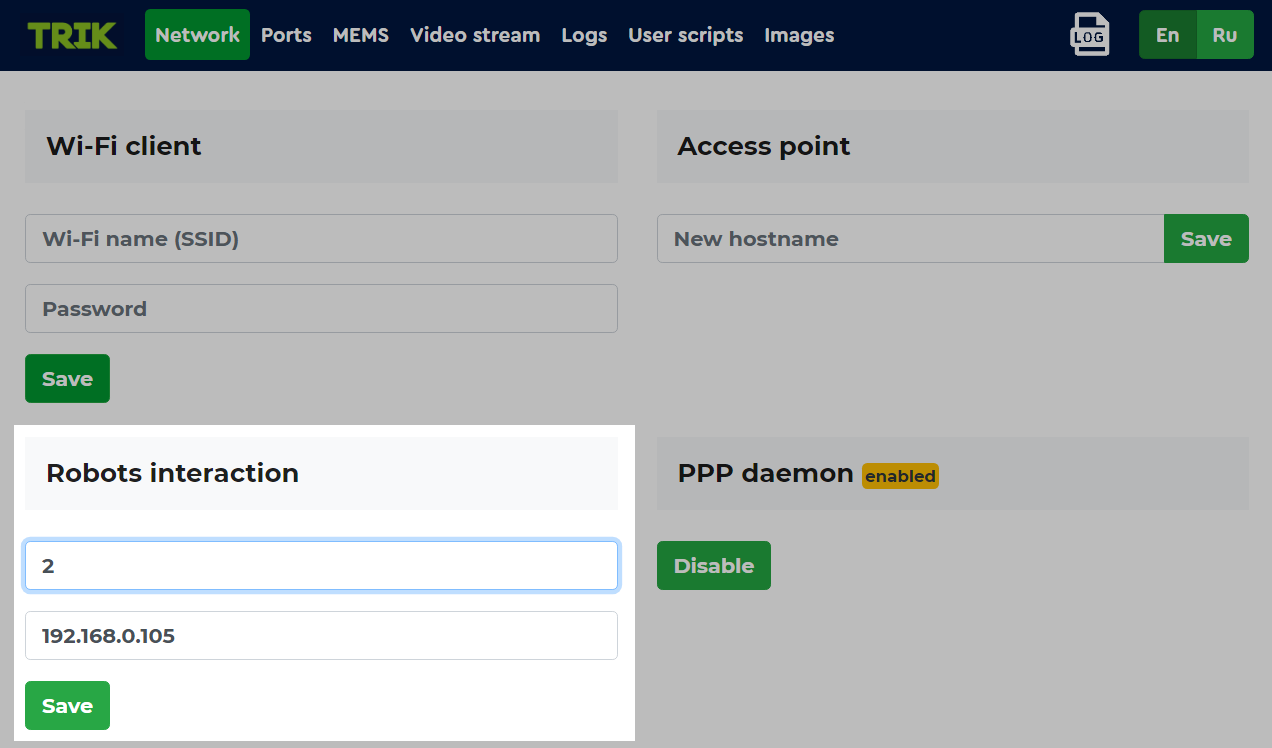 TRIK Network Ports MEMS Video stream Logs User scripts Images LOG En Ru
Wi-Fi client
Access point
Wi-Fi name (SSID)
New hostname Save
Password
Save
Robots interaction
PPP daemon enabled
2
Disable
192.168.0.105
Save